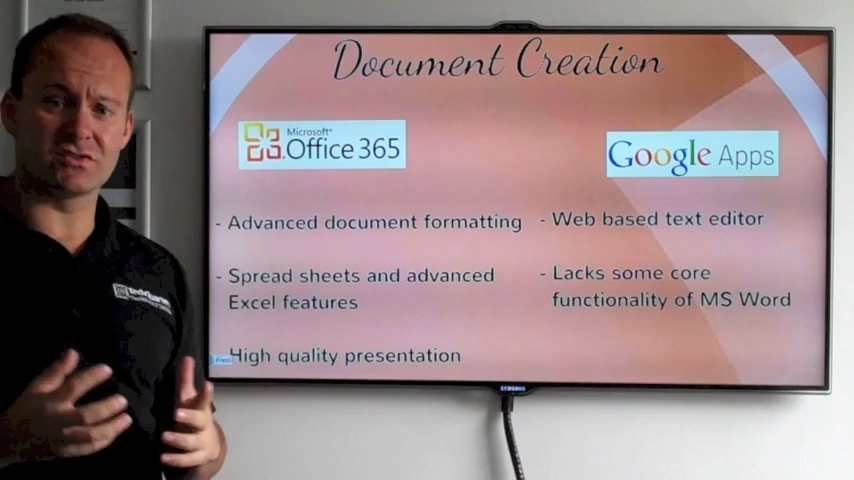 Document Creation
Microsoft®
Office 365
Google Apps
- Advanced document formatting
- Web based text editor
- Spread sheets and advanced
Excel features
- Lacks some core
functionality of MS Word
High quality presentation
SAMSUNG